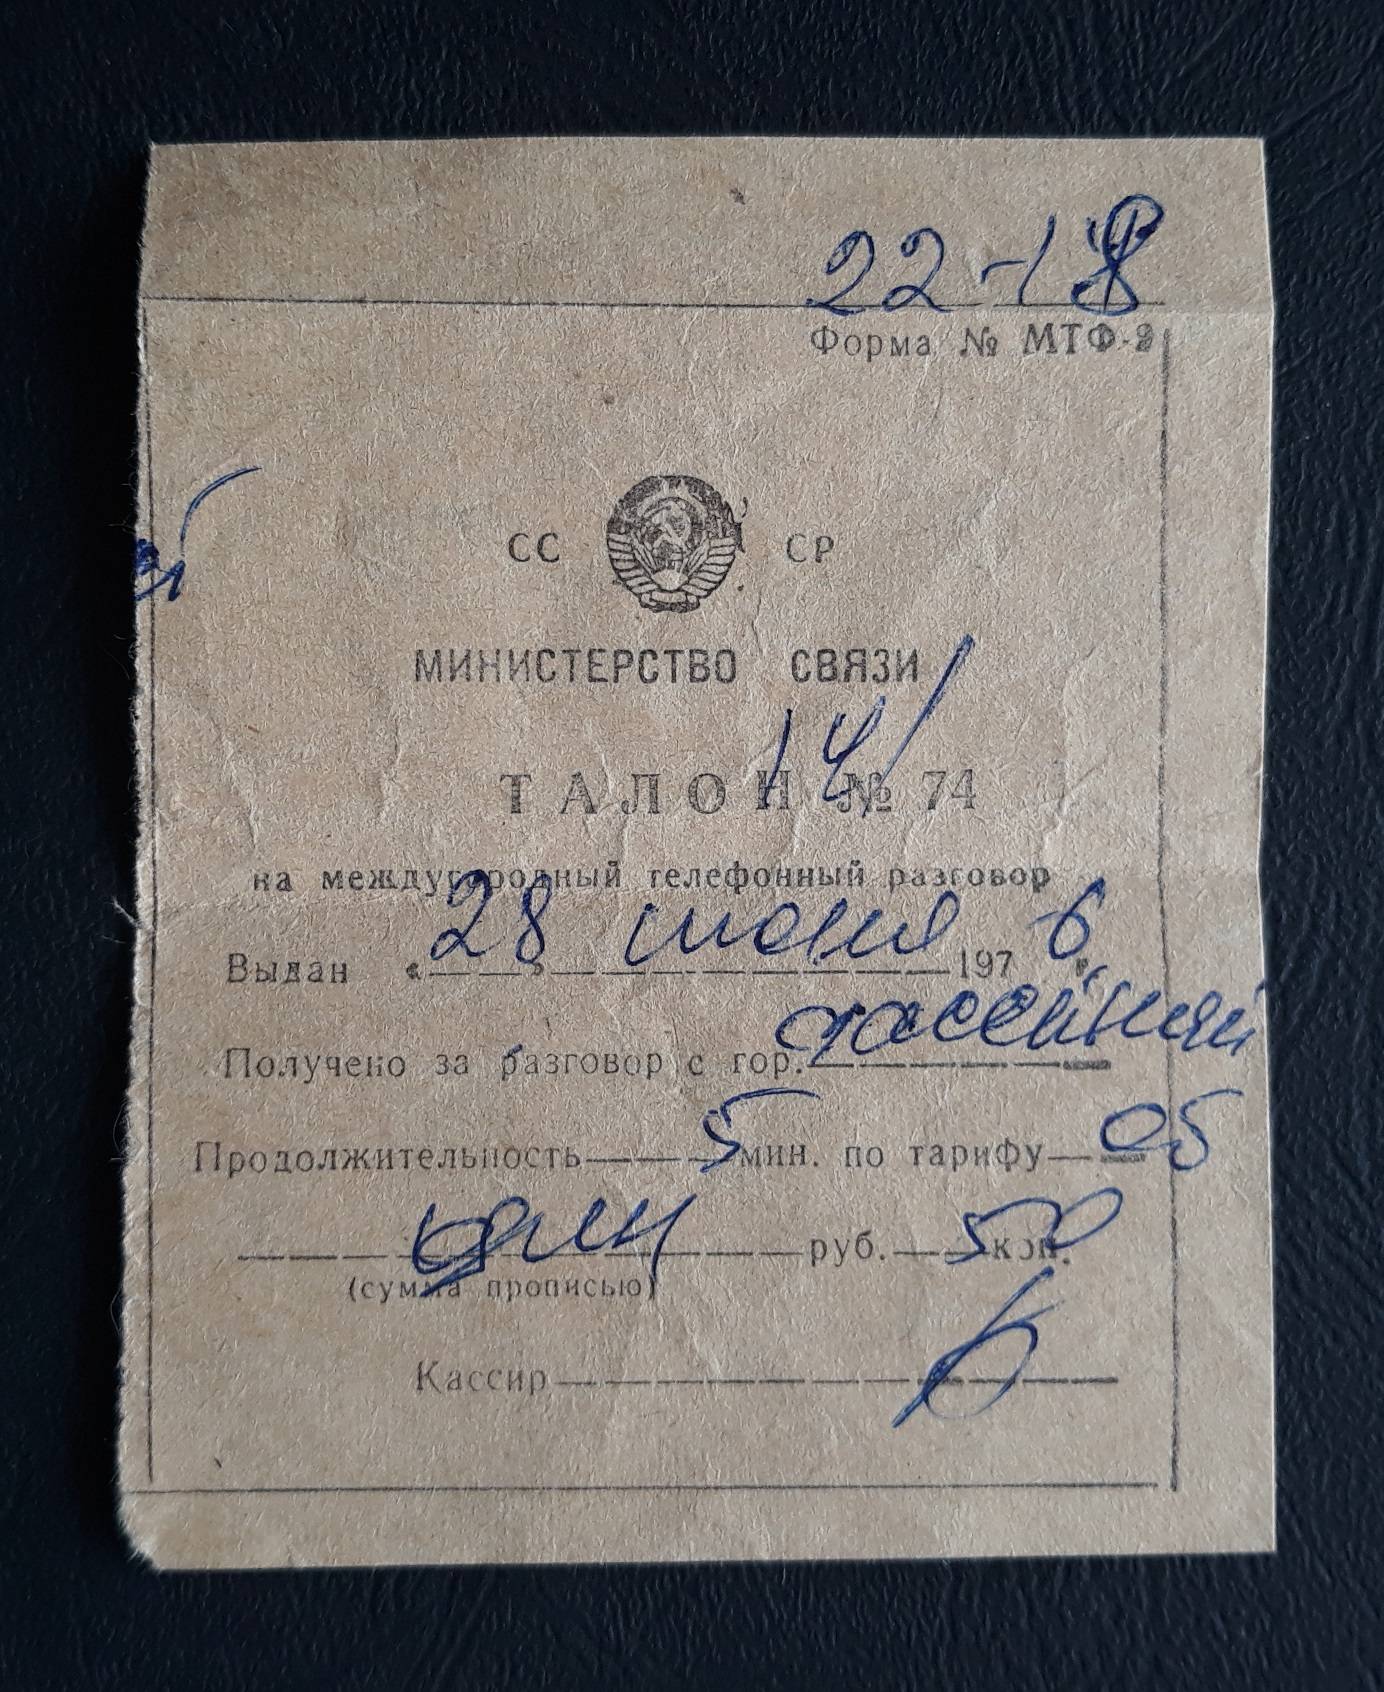 22-18
Форма № МТФ-2
СС СР
МИНИСТЕРСТВО СВЯЗИ
14/
ТАЛОН № 74
на междугородный телефонный разговор
Выдан «28» июня 1976 г.
Получено за разговор с гор.
Продолжительность 5 мин. по тарифу 05
один руб. 50 коп.
(сумма прописью)
Кассир